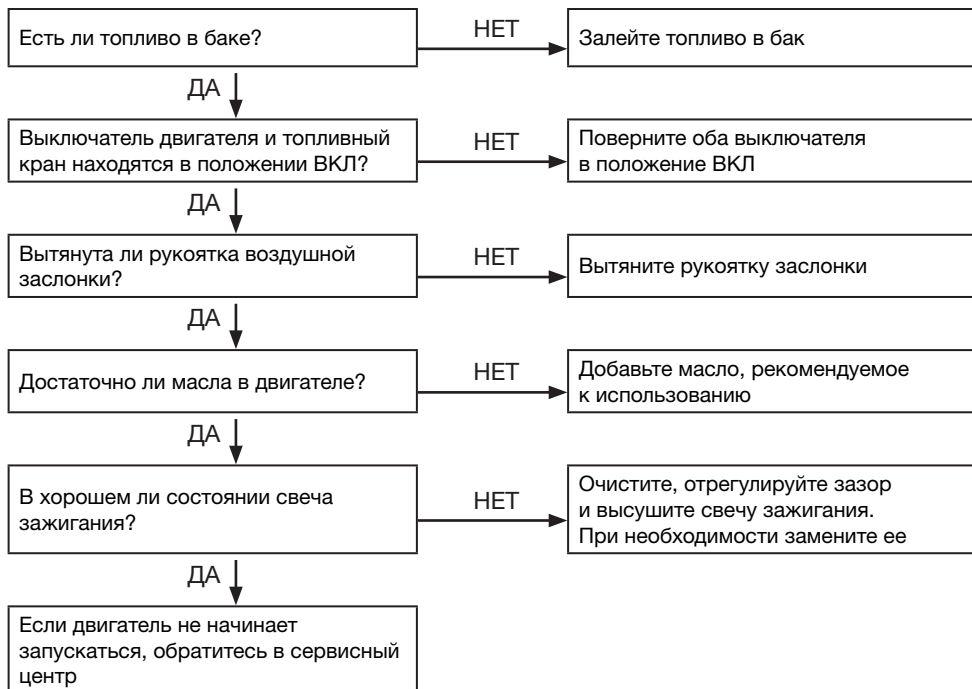 Есть ли топливо в баке?
НЕТ
Залейте топливо в бак
ДА
Выключатель двигателя и топливный
кран находятся в положении ВКЛ?
НЕТ
Поверните оба выключателя
в положение ВКЛ
ДА
Вытянута ли рукоятка воздушной
заслонки?
НЕТ
Вытяните рукоятку заслонки
ДА
Достаточно ли масла в двигателе?
НЕТ
Добавьте масло, рекомендуемое
к использованию
ДА
В хорошем ли состоянии свеча
зажигания?
НЕТ
Очистите, отрегулируйте зазор
и высушите свечу зажигания.
При необходимости замените ее
ДА
Если двигатель не начинает
запускаться, обратитесь в сервисный
центр